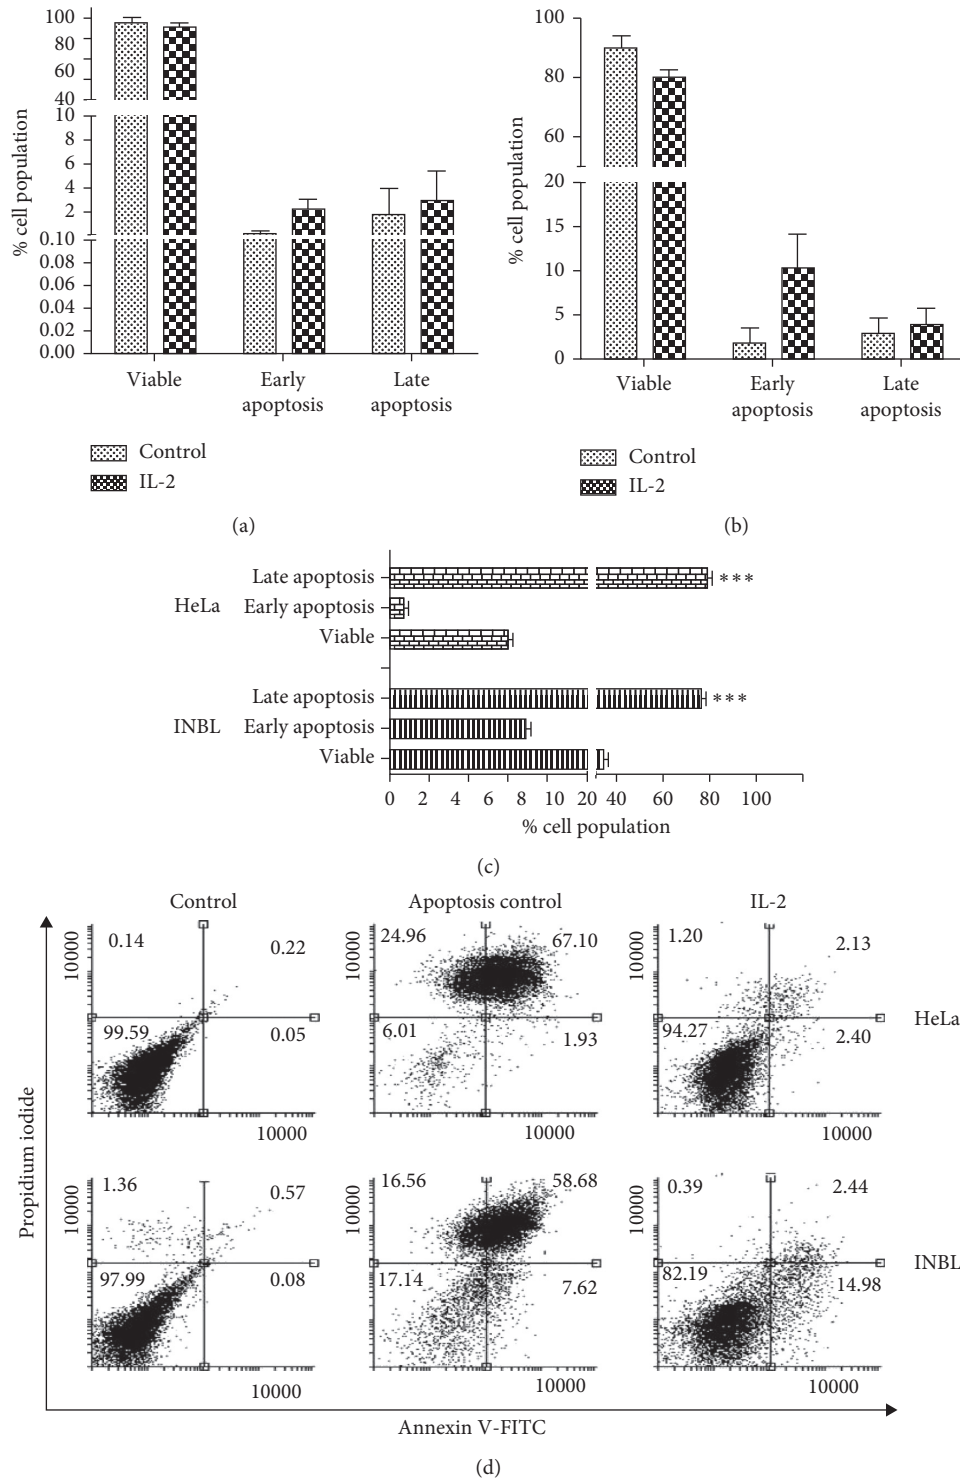 100
80
60
40
10
8
6
4
2
0.10
0.08
0.06
0.04
0.02
0.00
% cell population
Viable
Early
apoptosis
Late
apoptosis
Control
IL-2
(a)
100
80
60
20
15
10
5
0
% cell population
Viable
Early
apoptosis
Late
apoptosis
Control
IL-2
(b)
Late apoptosis
***
HeLa Early apoptosis
Viable
Late apoptosis
***
INBL Early apoptosis
Viable
0 2 4 6 8 10 20 40 60 80 100
% cell population
(c)
Control Apoptosis control IL-2
10000 0.14 0.22
99.59 0.05
10000
10000 24.96 67.10
6.01 1.93
10000
10000 1.20 2.13
94.27 2.40
10000
HeLa
10000 1.36 0.57
97.99 0.08
10000
10000 16.56 58.68
17.14 7.62
10000
10000 0.39 2.44
82.19 14.98
10000
INBL
Propidium iodide
Annexin V-FITC
(d)